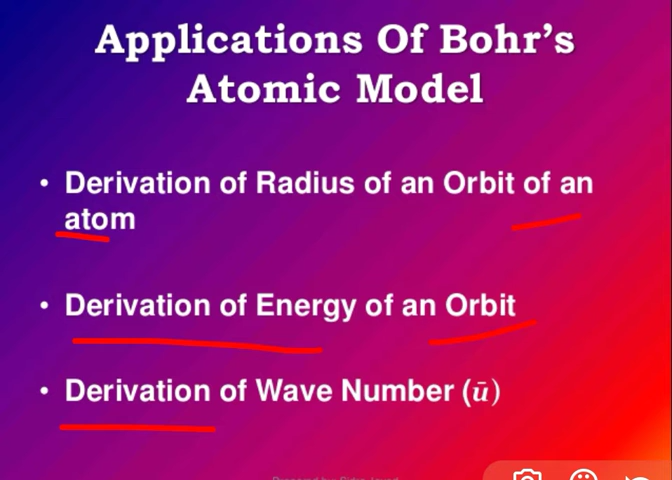 Applications Of Bohr's
Atomic Model
• Derivation of Radius of an Orbit of an
atom
• Derivation of Energy of an Orbit
• Derivation of Wave Number (ū)